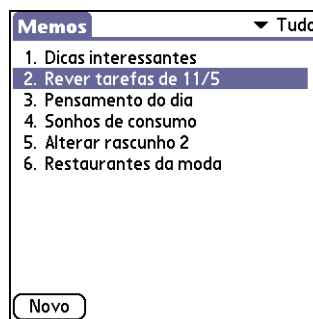 Memos
Tudo
1. Dicas interessantes
2. Rever tarefas de 11/5
3. Pensamento do dia
4. Sonhos de consumo
5. Alterar rascunho 2
6. Restaurantes da moda
Novo